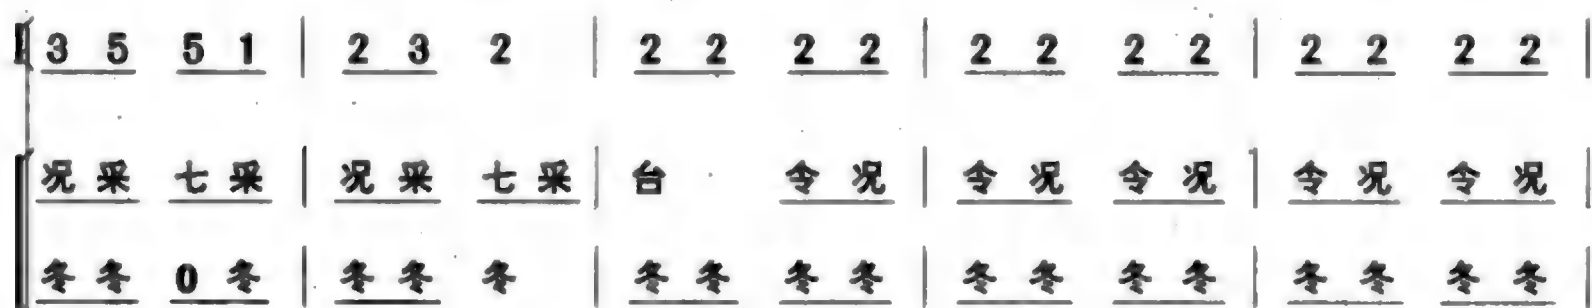 3 5 5 1 | 2 3 2 | 2 2 2 2 | 2 2 2 2 | 2 2 2 2 |
况 采 七 采 | 况 采 七 采 | 台 令 况 | 令 况 令 况 | 令 况 令 况 |
冬 冬 0 冬 | 冬 冬 冬 | 冬 冬 冬 冬 | 冬 冬 冬 冬 | 冬 冬 冬 冬 |